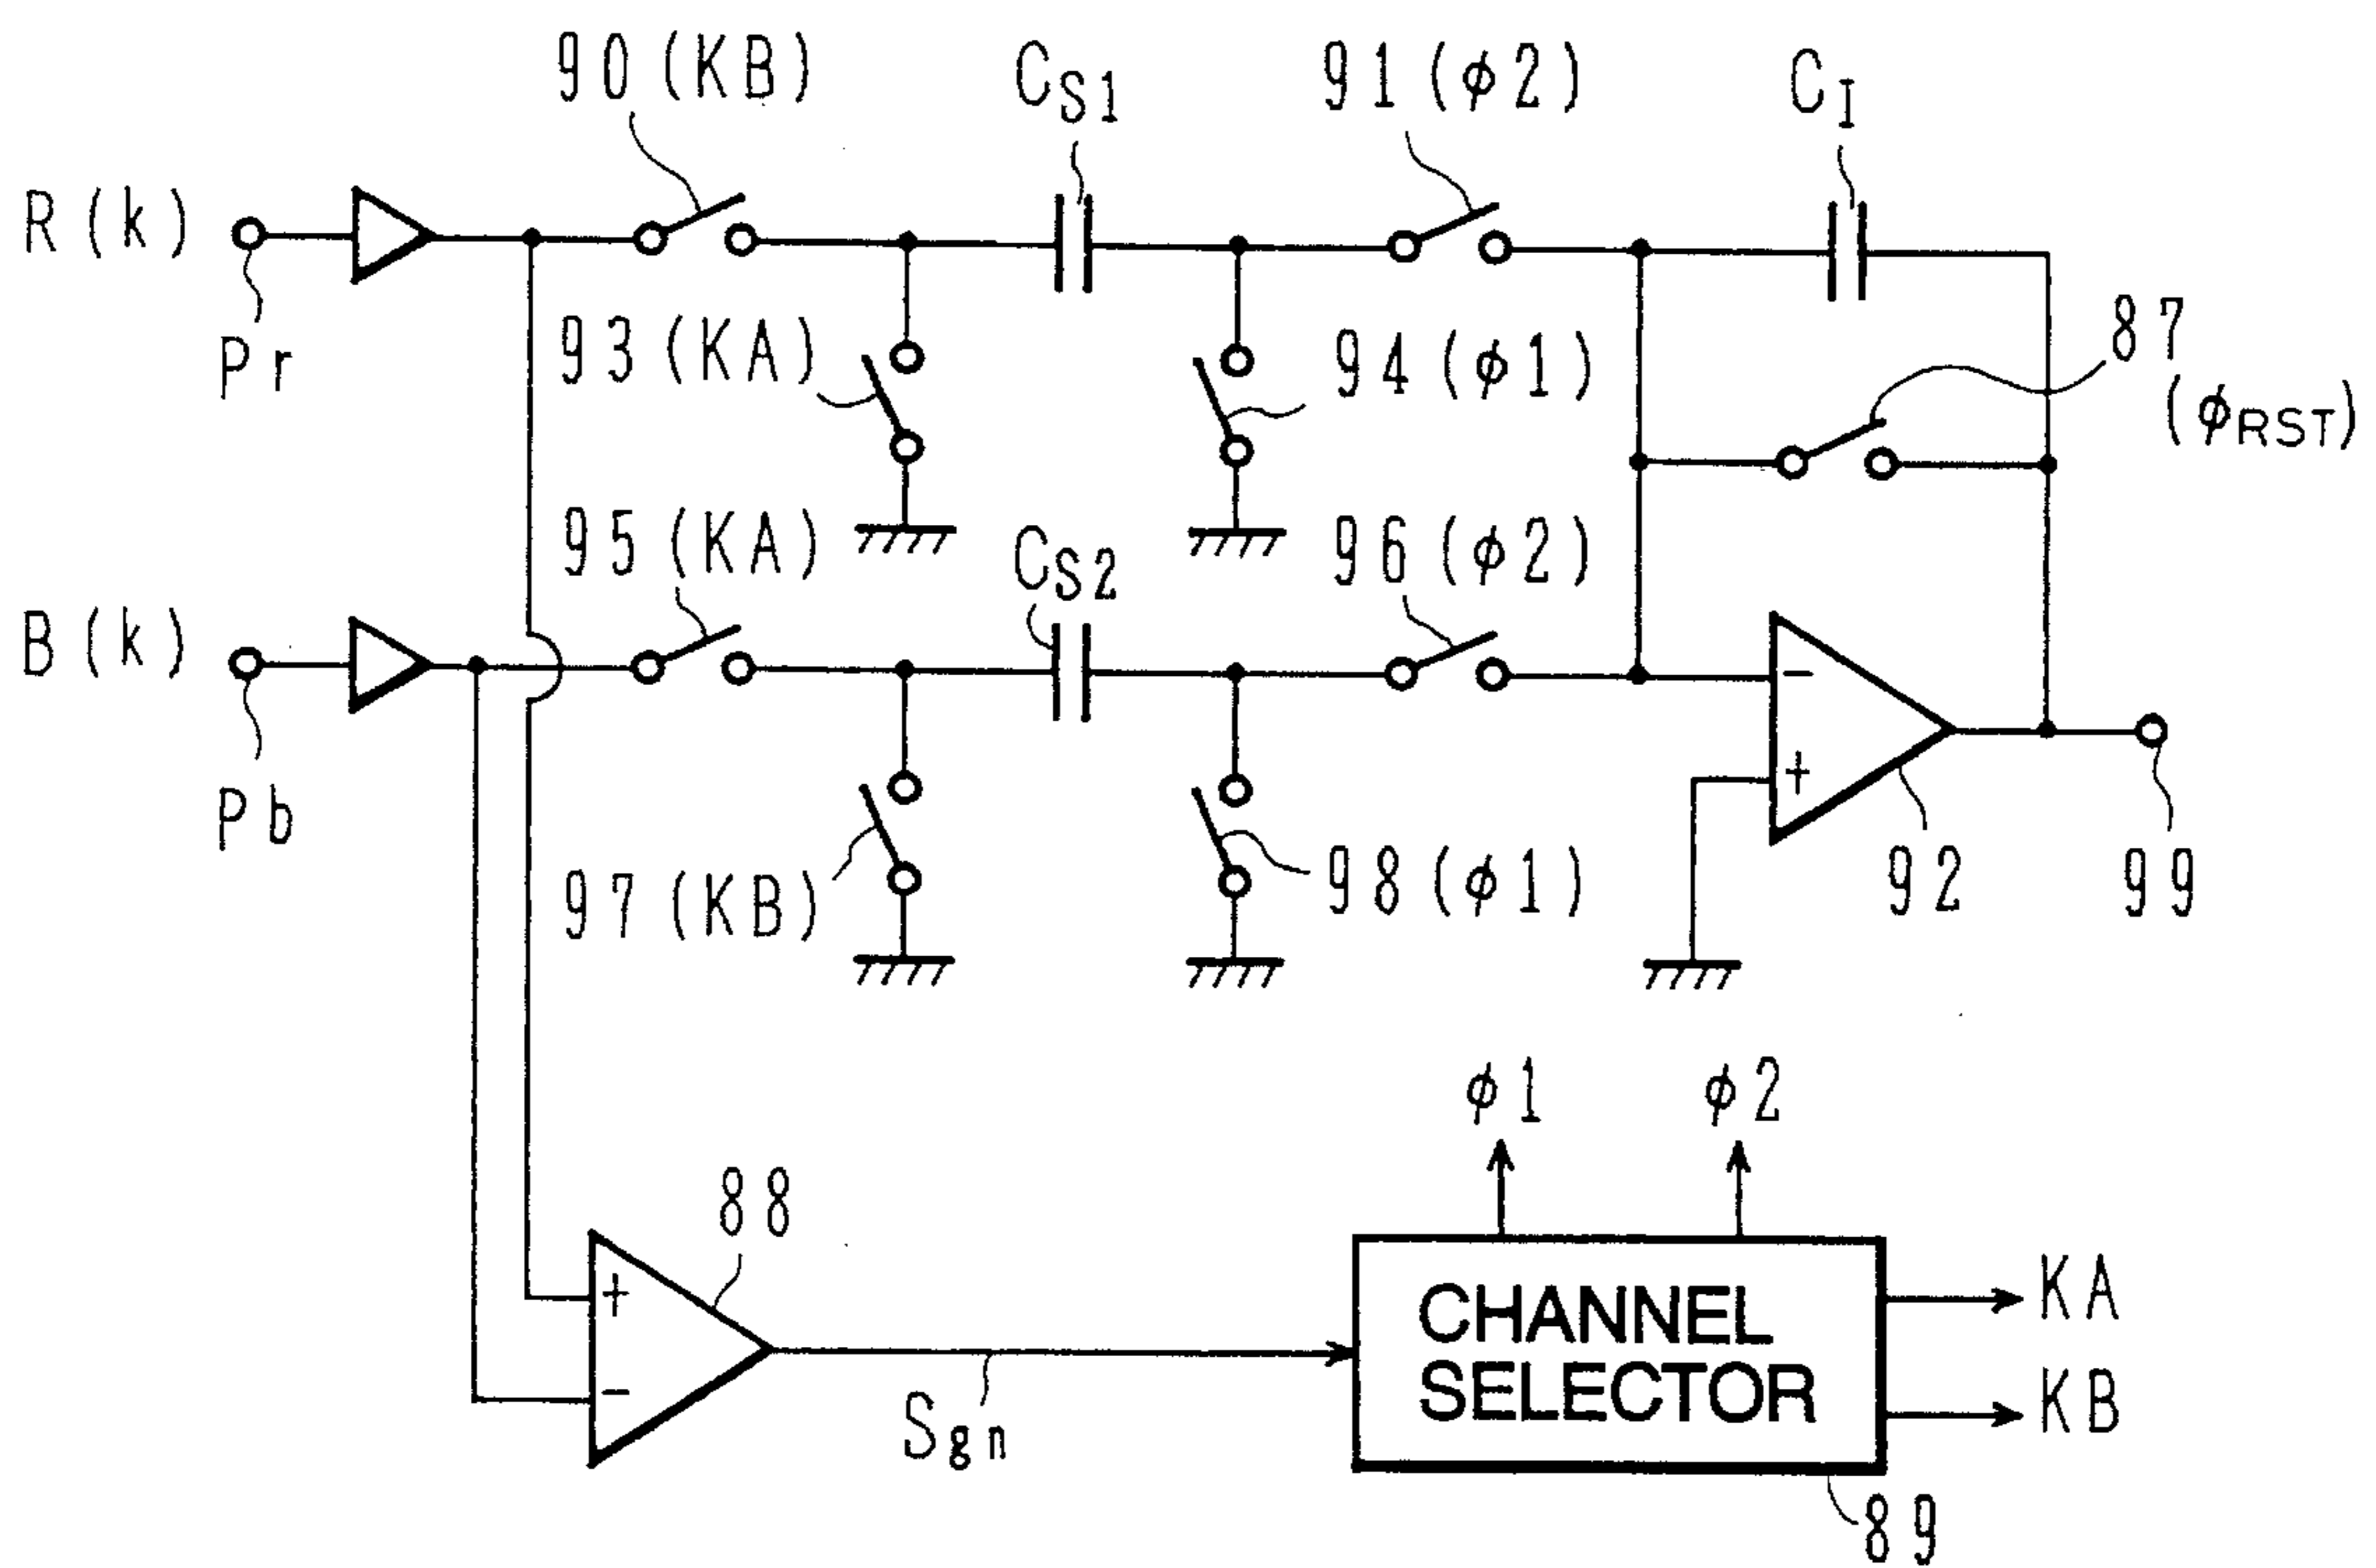 90 (KB)
CS1
91 (ϕ2)
CI
R (k)
Pr
93 (KA)
94 (ϕ1)
87
(ϕRST)
95 (KA)
CS2
96 (ϕ2)
B (k)
Pb
97 (KB)
98 (ϕ1)
-
+
92
99
ϕ1
ϕ2
88
+
-
Sgn
CHANNEL
SELECTOR
KA
KB
89